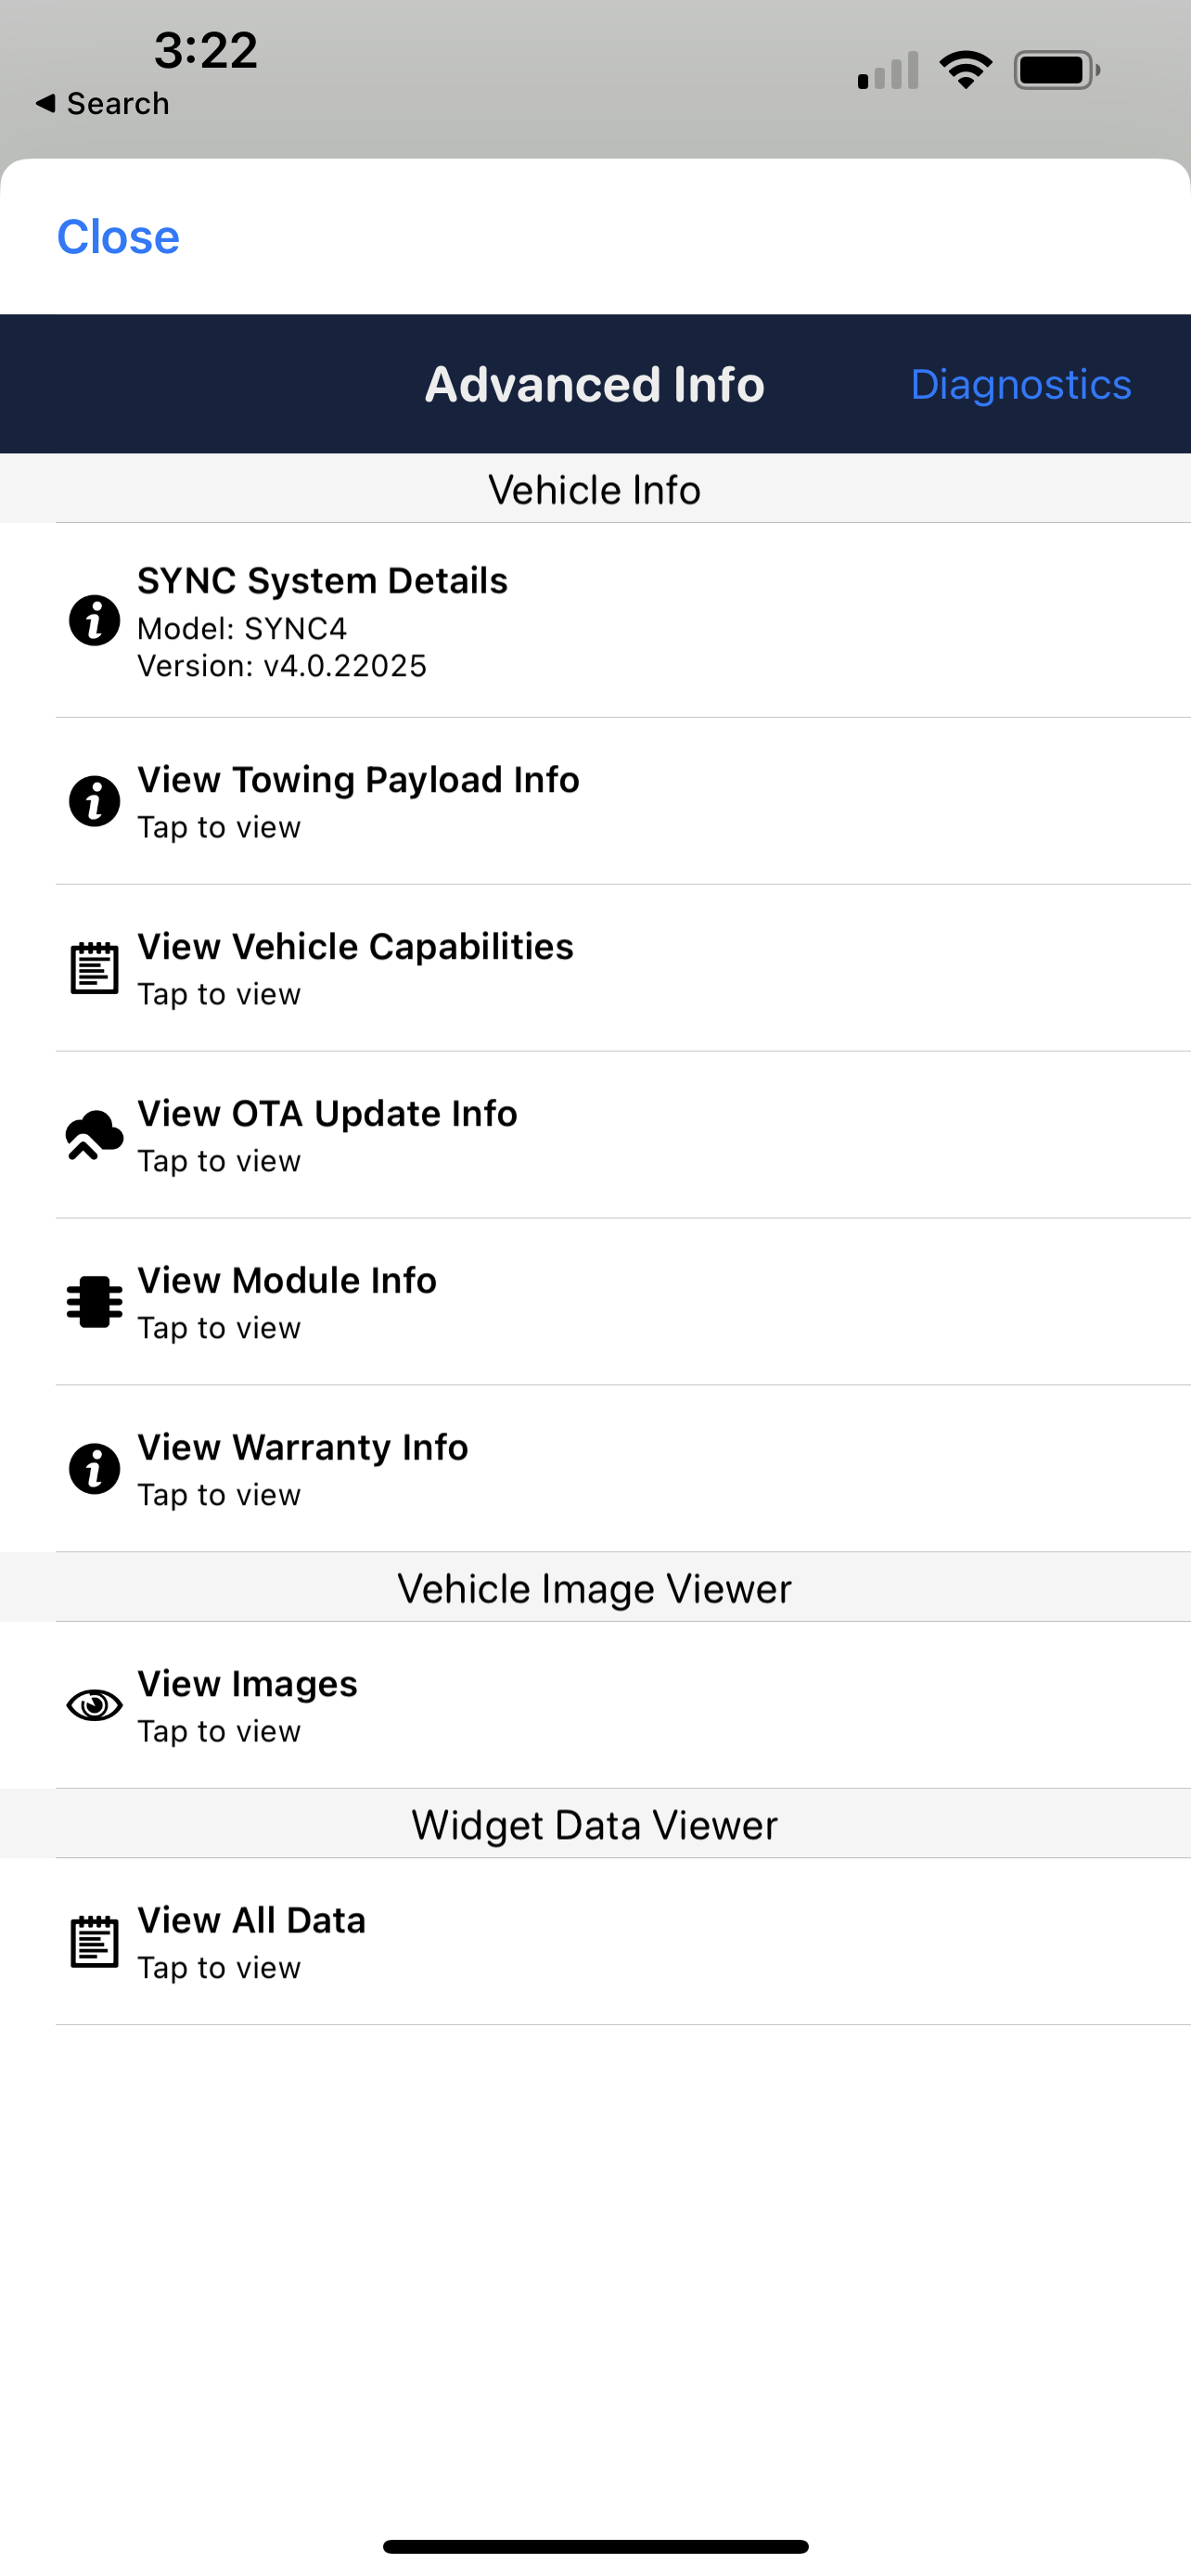 3:22
◀ Search
Close
Advanced Info
Diagnostics
Vehicle Info
SYNC System Details
Model: SYNC4
Version: v4.0.22025
View Towing Payload Info
Tap to view
View Vehicle Capabilities
Tap to view
View OTA Update Info
Tap to view
View Module Info
Tap to view
View Warranty Info
Tap to view
Vehicle Image Viewer
View Images
Tap to view
Widget Data Viewer
View All Data
Tap to view